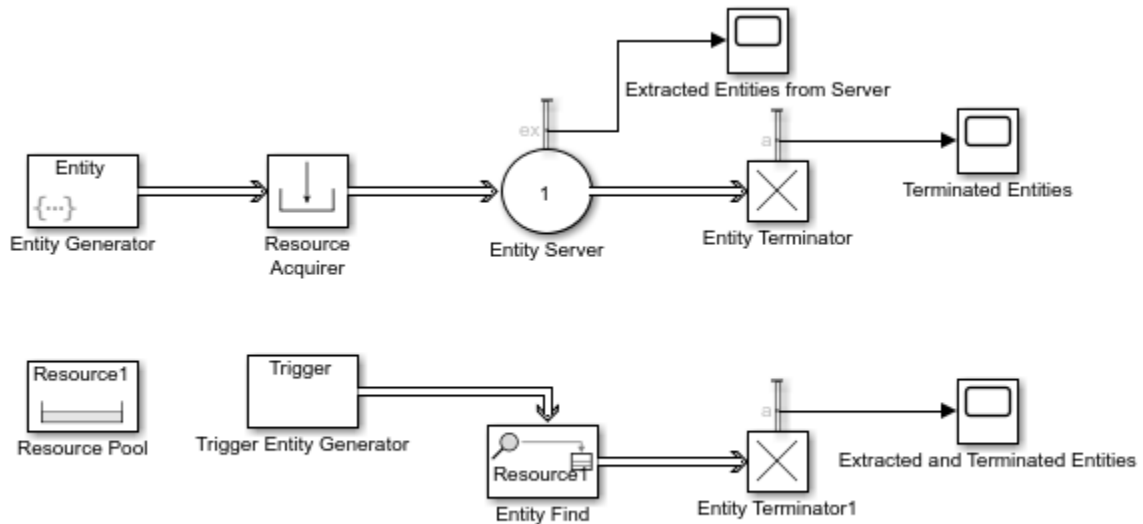 Extracted Entities from Server
ex
a
Entity
{...}
1
Terminated Entities
Entity Generator
Resource
Acquirer
Entity Server
Entity Terminator
Resource1
Trigger
a
Resource Pool
Trigger Entity Generator
Resource1
Extracted and Terminated Entities
Entity Find
Entity Terminator1